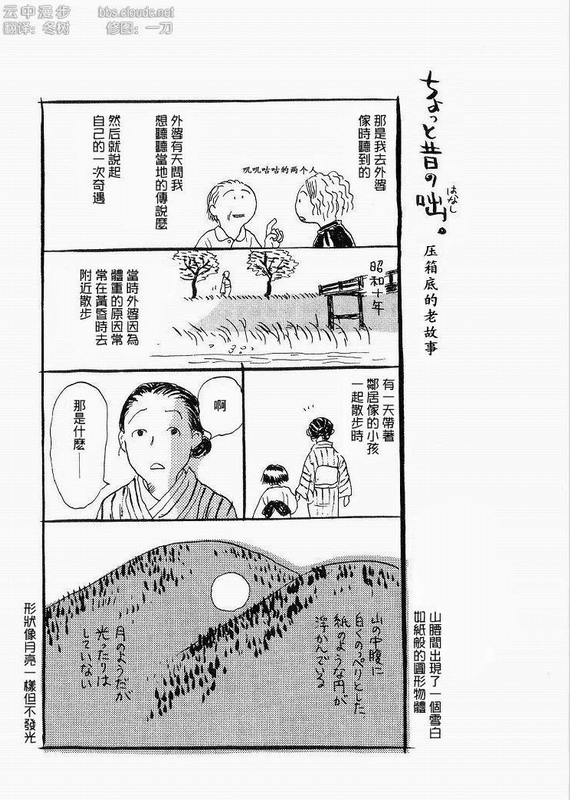 云中漫步 bbs.cloudc.net
翻译：冬树 修图：一刀
ちょっと昔の
はなし
咄。
压箱底的老故事
那是我去外婆
傢時聽到的
叽叽咕咕的两个人
外婆有天問我
想聽聽當地的傳說麼
然后就說起
自己的一次奇遇
昭和十年
當時外婆因為
體重的原因常
常在黃昏時去
附近散步
有一天帶著
鄰居傢的小孩
一起散步時
啊
那是什麽——
山の中腹に
白くのっぺりとした
紙のような円が
浮かんでいる
月のようだが
光ったりは
していない
山腰間出現了一個雪白
如紙般的圓形物體
形狀像月亮一樣但不發光